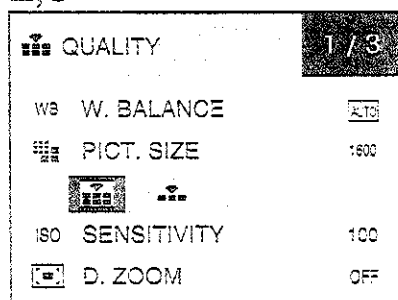 QUALITY 1/3
WB W. BALANCE AUTO
PICT. SIZE 1600
ISO SENSITIVITY 100
D. ZOOM OFF